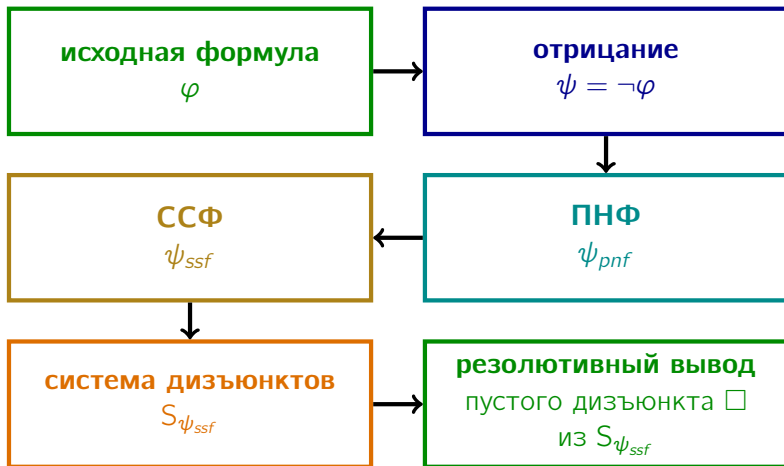 исходная формула
φ
отрицание
ψ = ¬φ
ССФ
ψ_ssf
ПНФ
ψ_pnf
система дизъюнктов
S_ψ_ssf
резолютивный вывод
пустого дизъюнкта □
из S_ψ_ssf